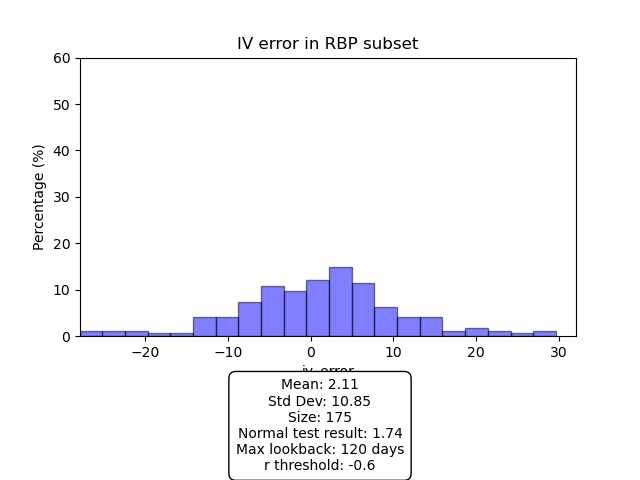 IV error in RBP subset
60
50
40
30
20
10
0
Percentage (%)
−20 −10 0 10 20 30
iv_error
Mean: 2.11
Std Dev: 10.85
Size: 175
Normal test result: 1.74
Max lookback: 120 days
r threshold: -0.6